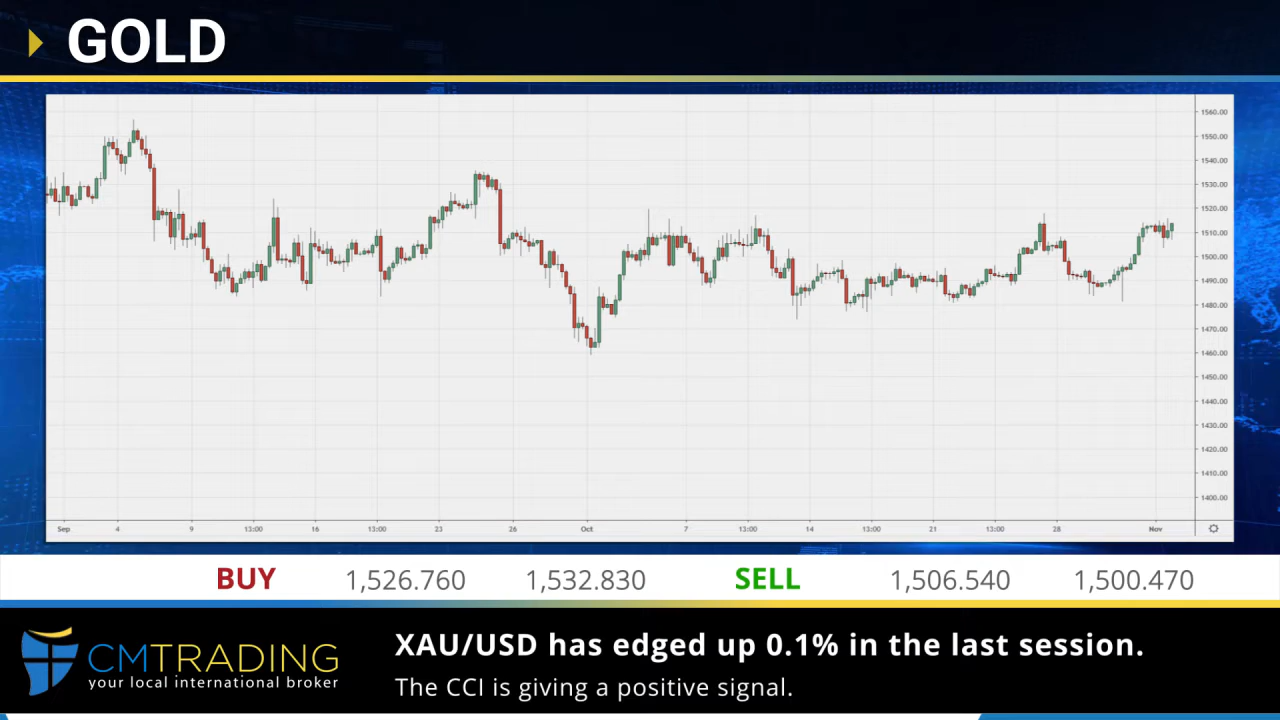 GOLD
1560.00
1550.00
1540.00
1530.00
1520.00
1510.00
1500.00
1490.00
1480.00
1470.00
1460.00
1450.00
1440.00
1430.00
1420.00
1410.00
1400.00
Sep 4 9 13:00 16 13:00 23 26 Oct 7 13:00 14 13:00 21 13:00 28 Nov
BUY 1,526.760 1,532.830 SELL 1,506.540 1,500.470
CMTRADING
your local international broker
XAU/USD has edged up 0.1% in the last session.
The CCI is giving a positive signal.